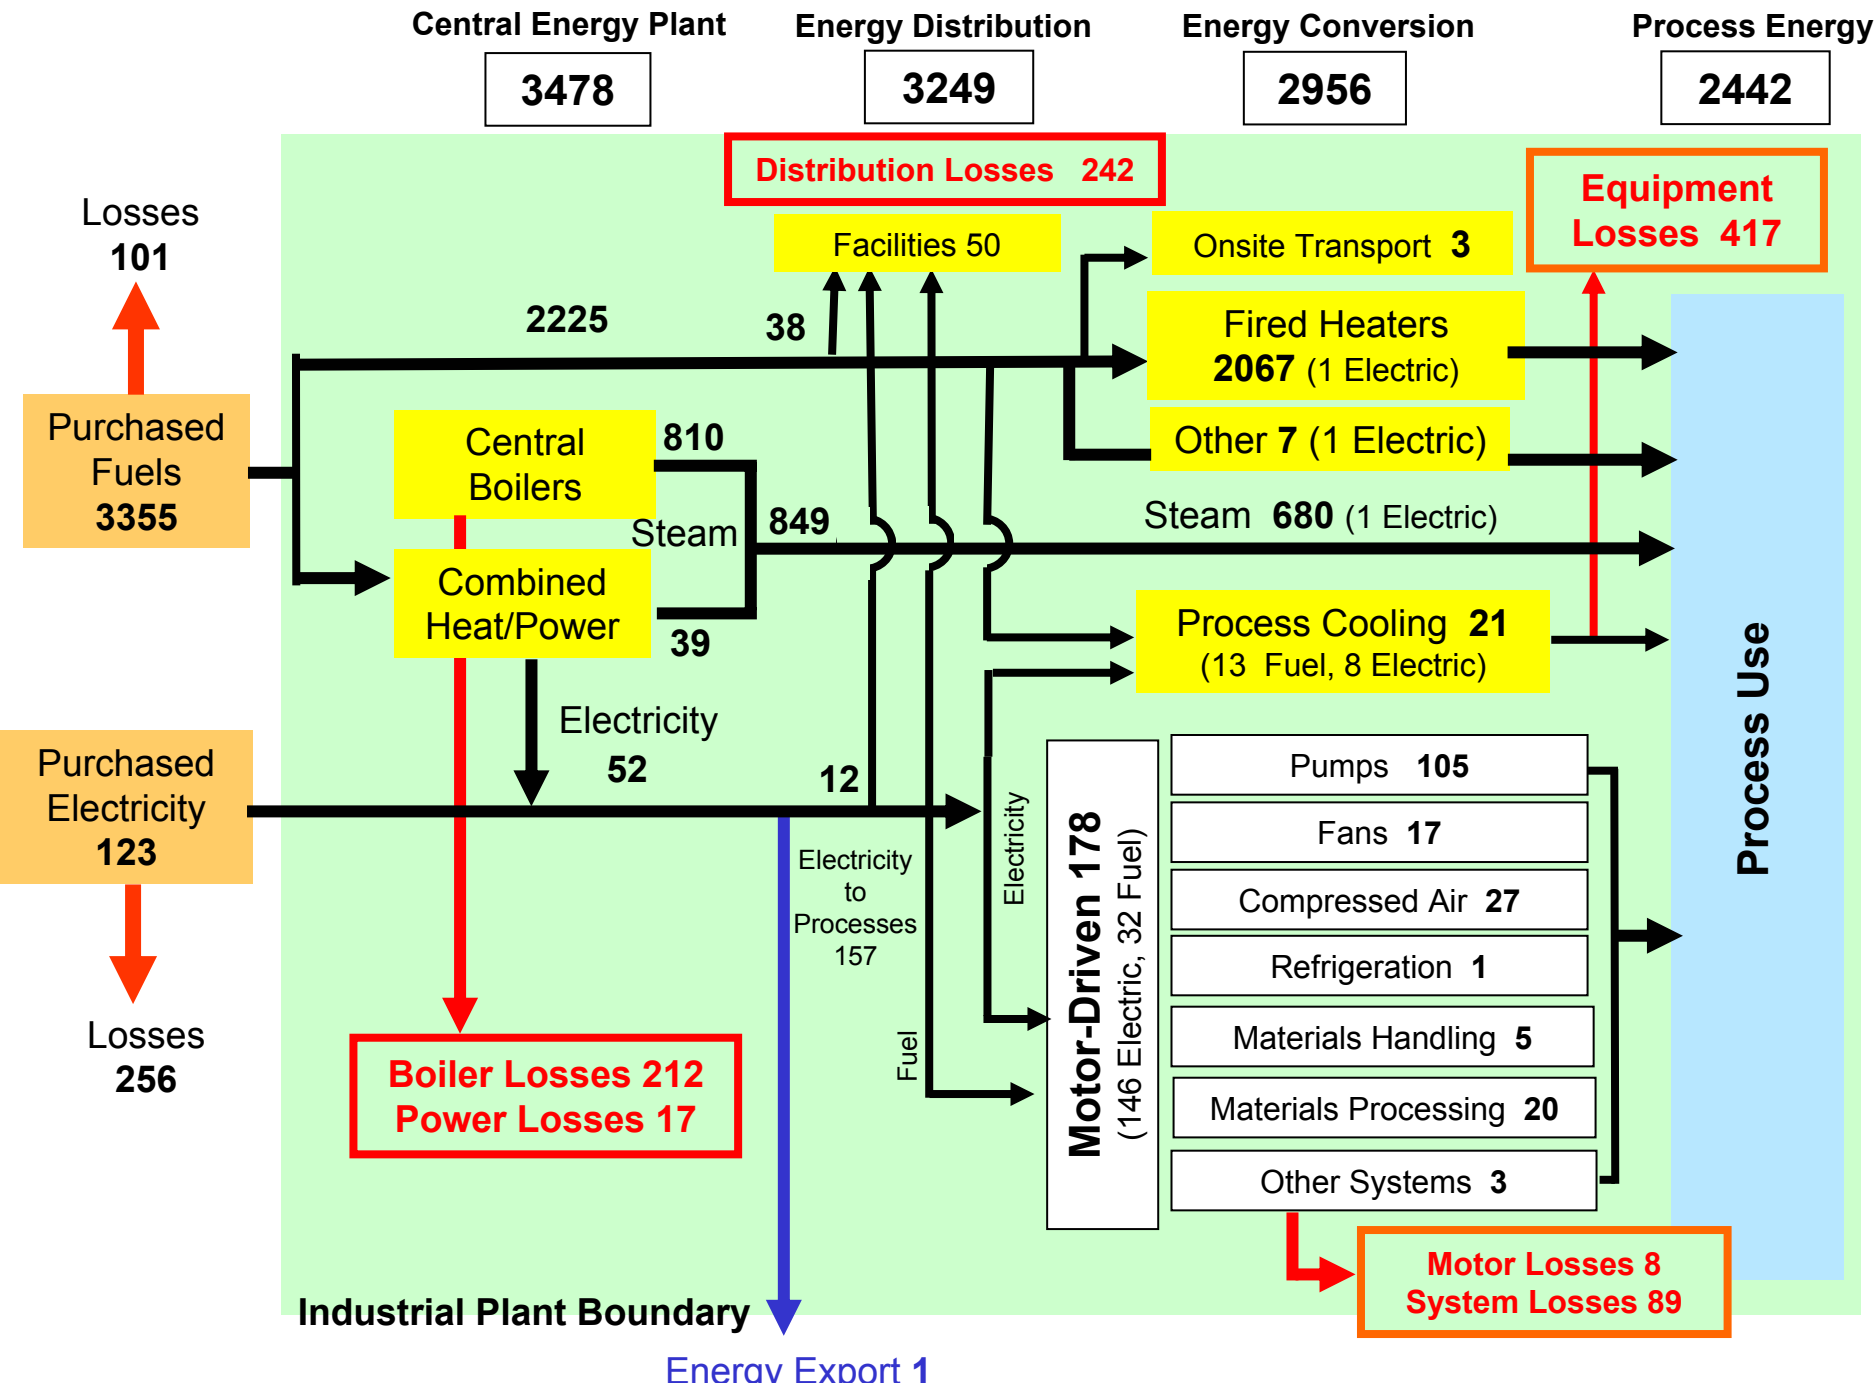 Central Energy Plant
3478
Energy Distribution
3249
Energy Conversion
2956
Process Energy
2442
Distribution Losses 242
Equipment
Losses 417
Losses
101
Facilities 50
Onsite Transport 3
2225
38
Fired Heaters
2067 (1 Electric)
Purchased
Fuels
3355
Central
Boilers
810
Other 7 (1 Electric)
Steam
849
Steam 680 (1 Electric)
Combined
Heat/Power
39
Process Cooling 21
(13 Fuel, 8 Electric)
Process Use
Electricity
52
Purchased
Electricity
123
12
Electricity
to
Processes
157
Electricity
Fuel
Motor-Driven 178
(146 Electric, 32 Fuel)
Pumps 105
Fans 17
Compressed Air 27
Refrigeration 1
Materials Handling 5
Materials Processing 20
Other Systems 3
Losses
256
Boiler Losses 212
Power Losses 17
Motor Losses 8
System Losses 89
Industrial Plant Boundary
Energy Export 1